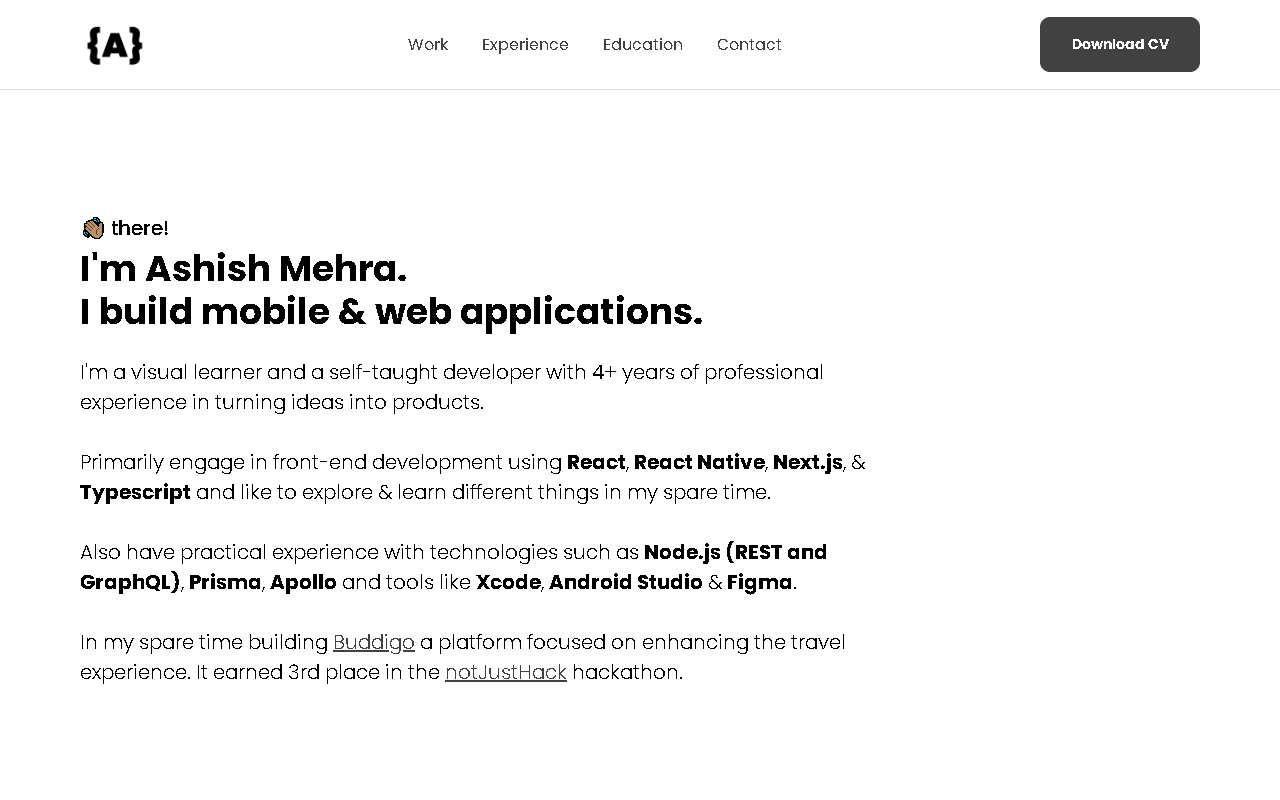 {A}
Work
Experience
Education
Contact
Download CV
👋🏽 there!
I'm Ashish Mehra.
I build mobile & web applications.
I'm a visual learner and a self-taught developer with 4+ years of professional
experience in turning ideas into products.
Primarily engage in front-end development using React, React Native, Next.js, &
Typescript and like to explore & learn different things in my spare time.
Also have practical experience with technologies such as Node.js (REST and
GraphQL), Prisma, Apollo and tools like Xcode, Android Studio & Figma.
In my spare time building Buddigo a platform focused on enhancing the travel
experience. It earned 3rd place in the notJustHack hackathon.